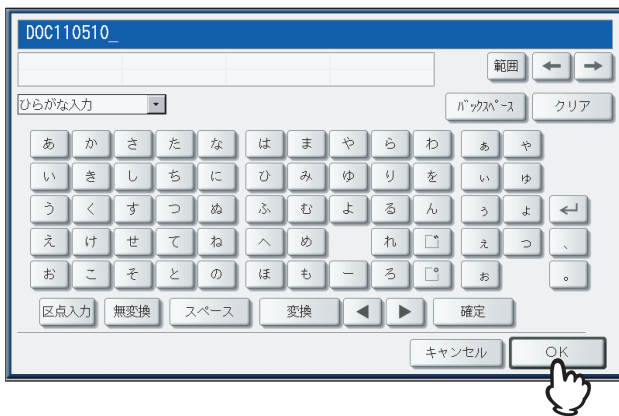 DOC110510_
範囲 ← →
ひらがな入力 バックスペース クリア
あ か さ た な は ま や ら わ ぁ ゃ
い き し ち に ひ み ゆ り を ぃ ゅ
う く す つ ぬ ふ む よ る ん ぅ ょ ↵
え け せ て ね へ め れ ゛ ぇ っ 、
お こ そ と の ほ も ー ろ ゜ ぉ 。
区点入力 無変換 スペース 変換 ◀ ▶ 確定
キャンセル OK